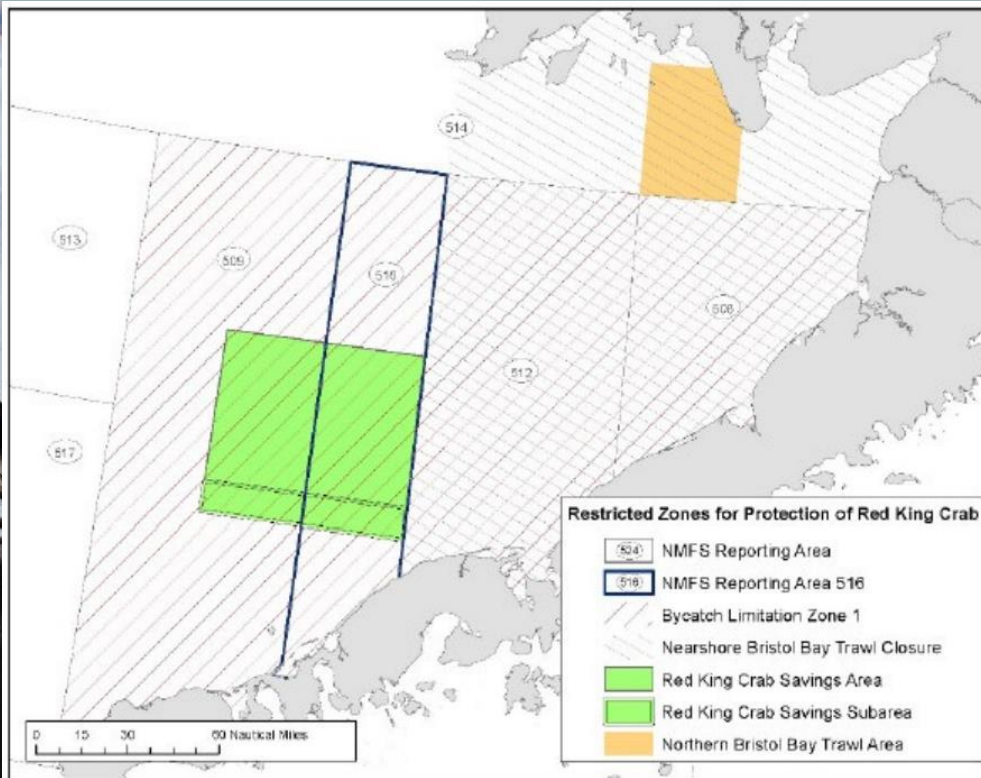 514
513
509
516
508
512
517
Restricted Zones for Protection of Red King Crab
524 NMFS Reporting Area
516 NMFS Reporting Area 516
Bycatch Limitation Zone 1
Nearshore Bristol Bay Trawl Closure
Red King Crab Savings Area
Red King Crab Savings Subarea
Northern Bristol Bay Trawl Area
0 15 30 60 Nautical Miles